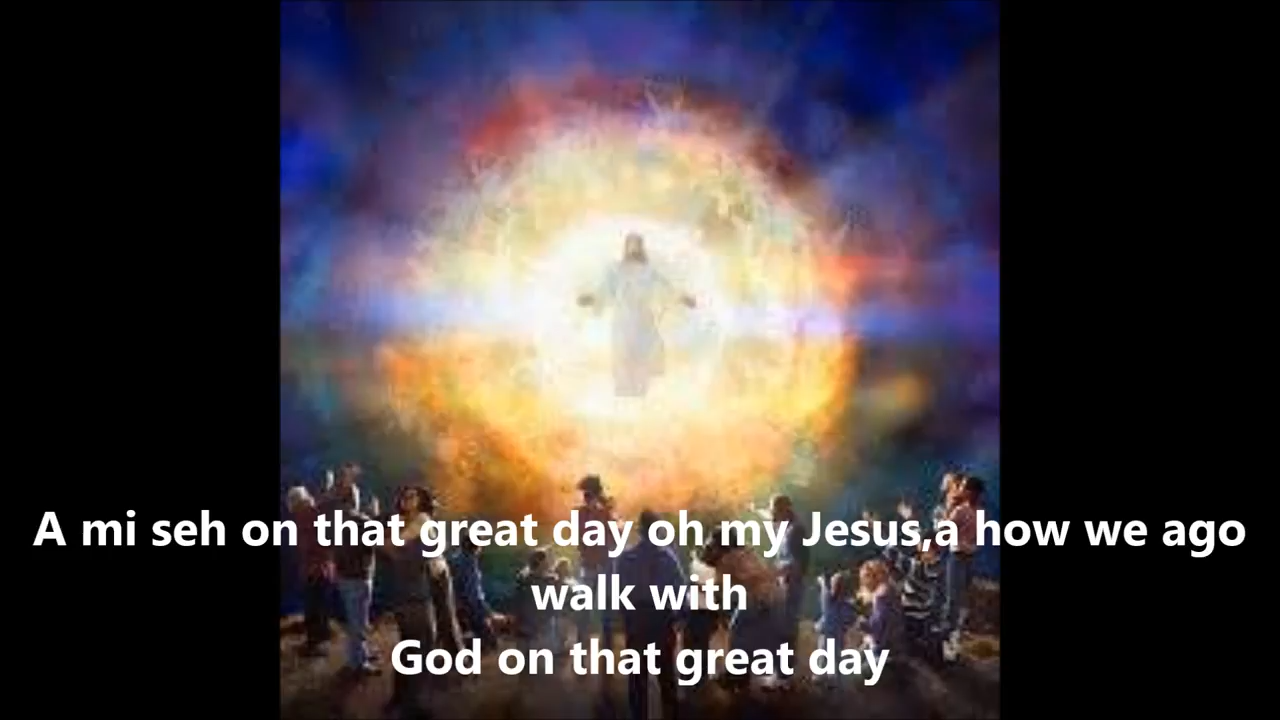 A mi seh on that great day oh my Jesus,a how we ago
walk with
God on that great day